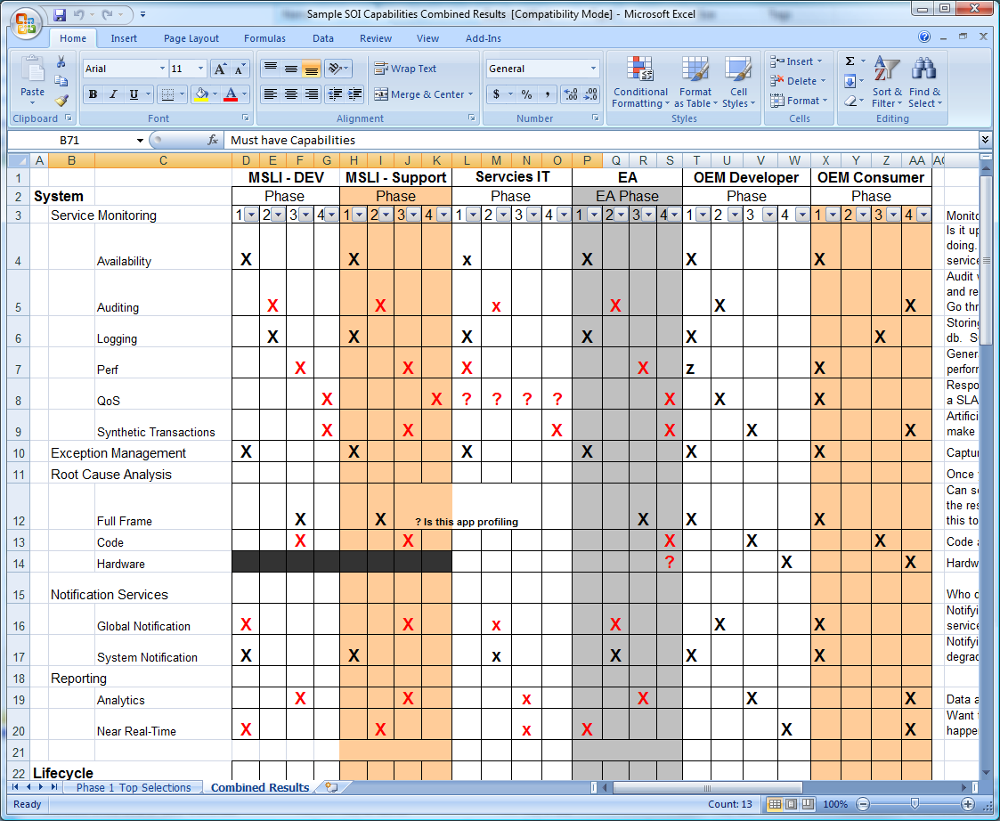 Sample SOI Capabilities Combined Results [Compatibility Mode] - Microsoft Excel
Home Insert Page Layout Formulas Data Review View Add-Ins
Arial 11 Wrap Text General Insert
Paste B I U Merge & Center $ % , Conditional Formatting Format as Table Cell Styles Delete Sort & Filter Find & Select
Format
Clipboard Font Alignment Number Styles Cells Editing
B71 fx Must have Capabilities
A B C D E F G H I J K L M N O P Q R S T U V W X Y Z AA
1 MSLI - DEV MSLI - Support Servcies IT EA OEM Developer OEM Consumer
2 System Phase Phase Phase EA Phase Phase Phase
3 Service Monitoring 1 2 3 4 1 2 3 4 1 2 3 4 1 2 3 4 1 2 3 4 1 2 3 4 Monito
Is it up
doing.
4 Availability X X x X X X service
Audit
and re
5 Auditing X X x X X X Go thr
Storing
6 Logging X X X X X X db. S
Gener
7 Perf X X X X z X perfor
Respo
8 QoS X X ? ? ? ? X X X a SLA
Artifici
9 Synthetic Transactions X X X X X X make
10 Exception Management X X X X X X Captu
11 Root Cause Analysis Once
Can s
the res
12 Full Frame X X ? Is this app profiling X X X this to
13 Code X X X X X Code a
14 Hardware ? X X Hardw
15 Notification Services Who
Notifyi
16 Global Notification X X x X X X service
Notifyi
17 System Notification X X x X X X degrad
18 Reporting
19 Analytics X X x X X X Data a
Want
20 Near Real-Time X X x X X X happe
21
22 Lifecycle
Phase 1 Top Selections Combined Results
Ready Count: 13 100%